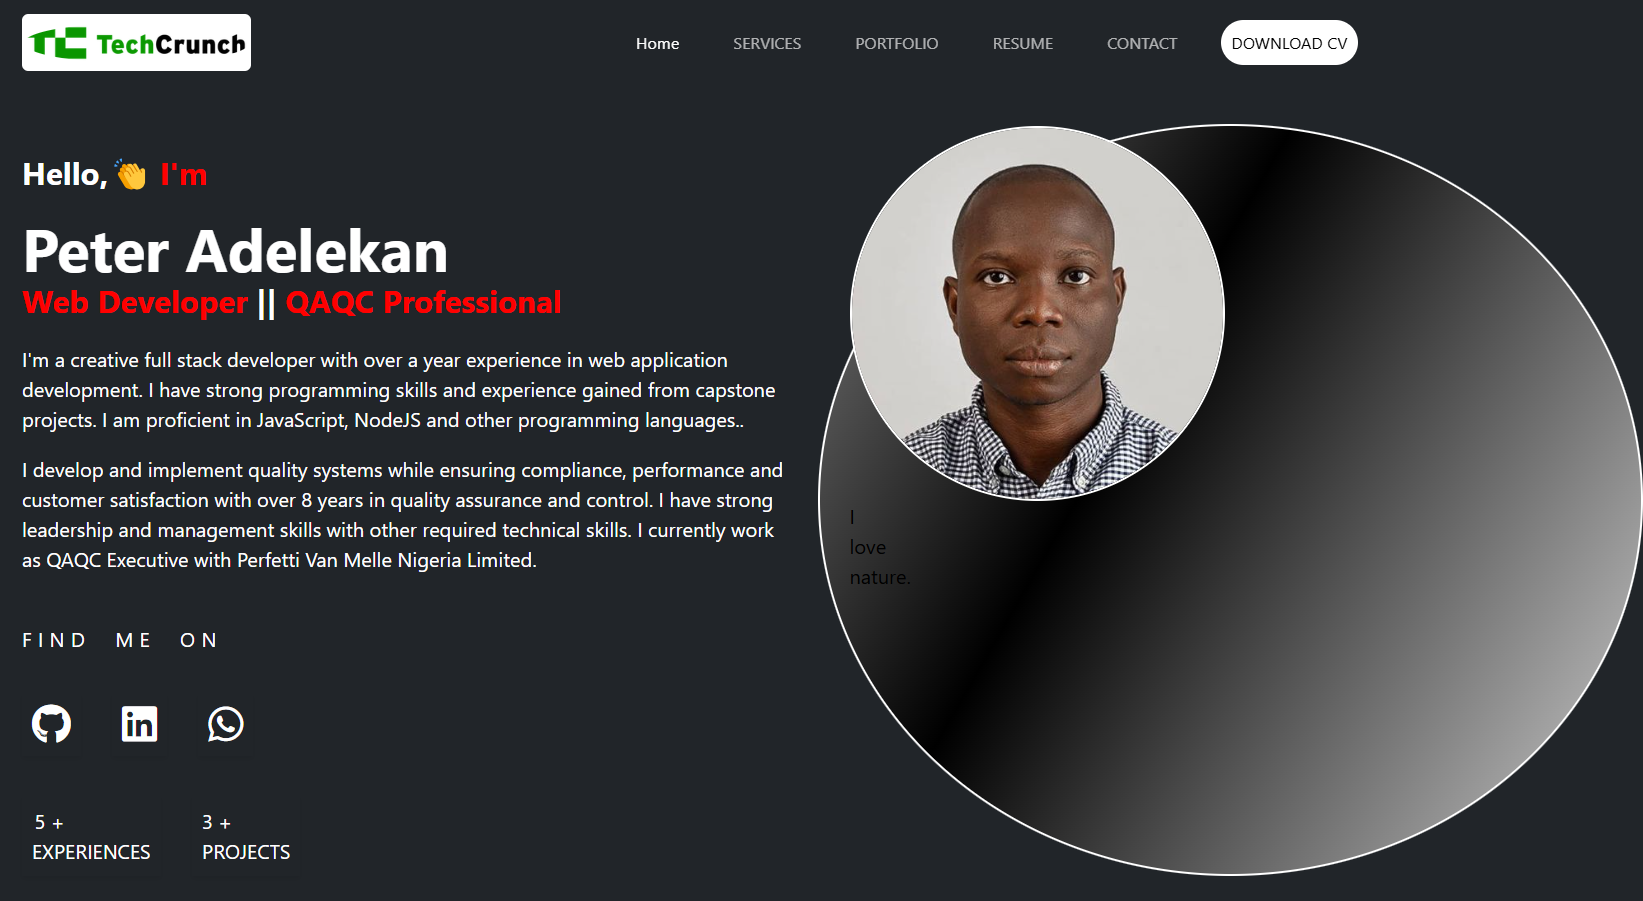 TechCrunch
Home SERVICES PORTFOLIO RESUME CONTACT DOWNLOAD CV
Hello, 👏 I'm
Peter Adelekan
Web Developer || QAQC Professional
I'm a creative full stack developer with over a year experience in web application
development. I have strong programming skills and experience gained from capstone
projects. I am proficient in JavaScript, NodeJS and other programming languages..
I develop and implement quality systems while ensuring compliance, performance and
customer satisfaction with over 8 years in quality assurance and control. I have strong
leadership and management skills with other required technical skills. I currently work
as QAQC Executive with Perfetti Van Melle Nigeria Limited.
I
love
nature.
FIND ME ON
in
5 + 3 +
EXPERIENCES PROJECTS